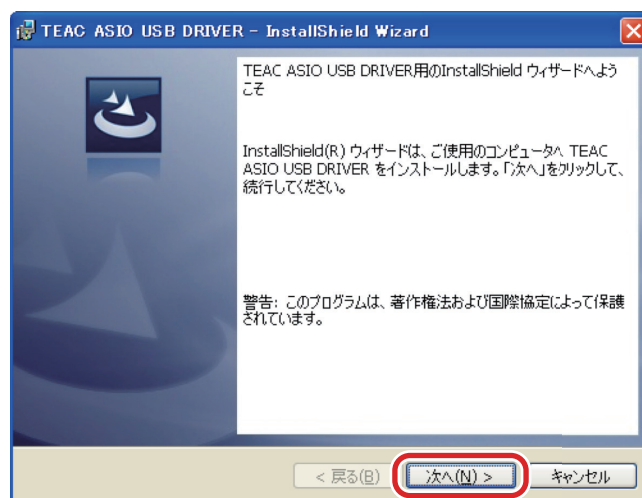 TEAC ASIO USB DRIVER - InstallShield Wizard
TEAC ASIO USB DRIVER用のInstallShield ウィザードへよう
こそ
InstallShield(R) ウィザードは、ご使用のコンピュータへ TEAC
ASIO USB DRIVER をインストールします。「次へ」をクリックして、
続行してください。
警告: このプログラムは、著作権法および国際協定によって保護
されています。
< 戻る(B) 次へ(N) > キャンセル